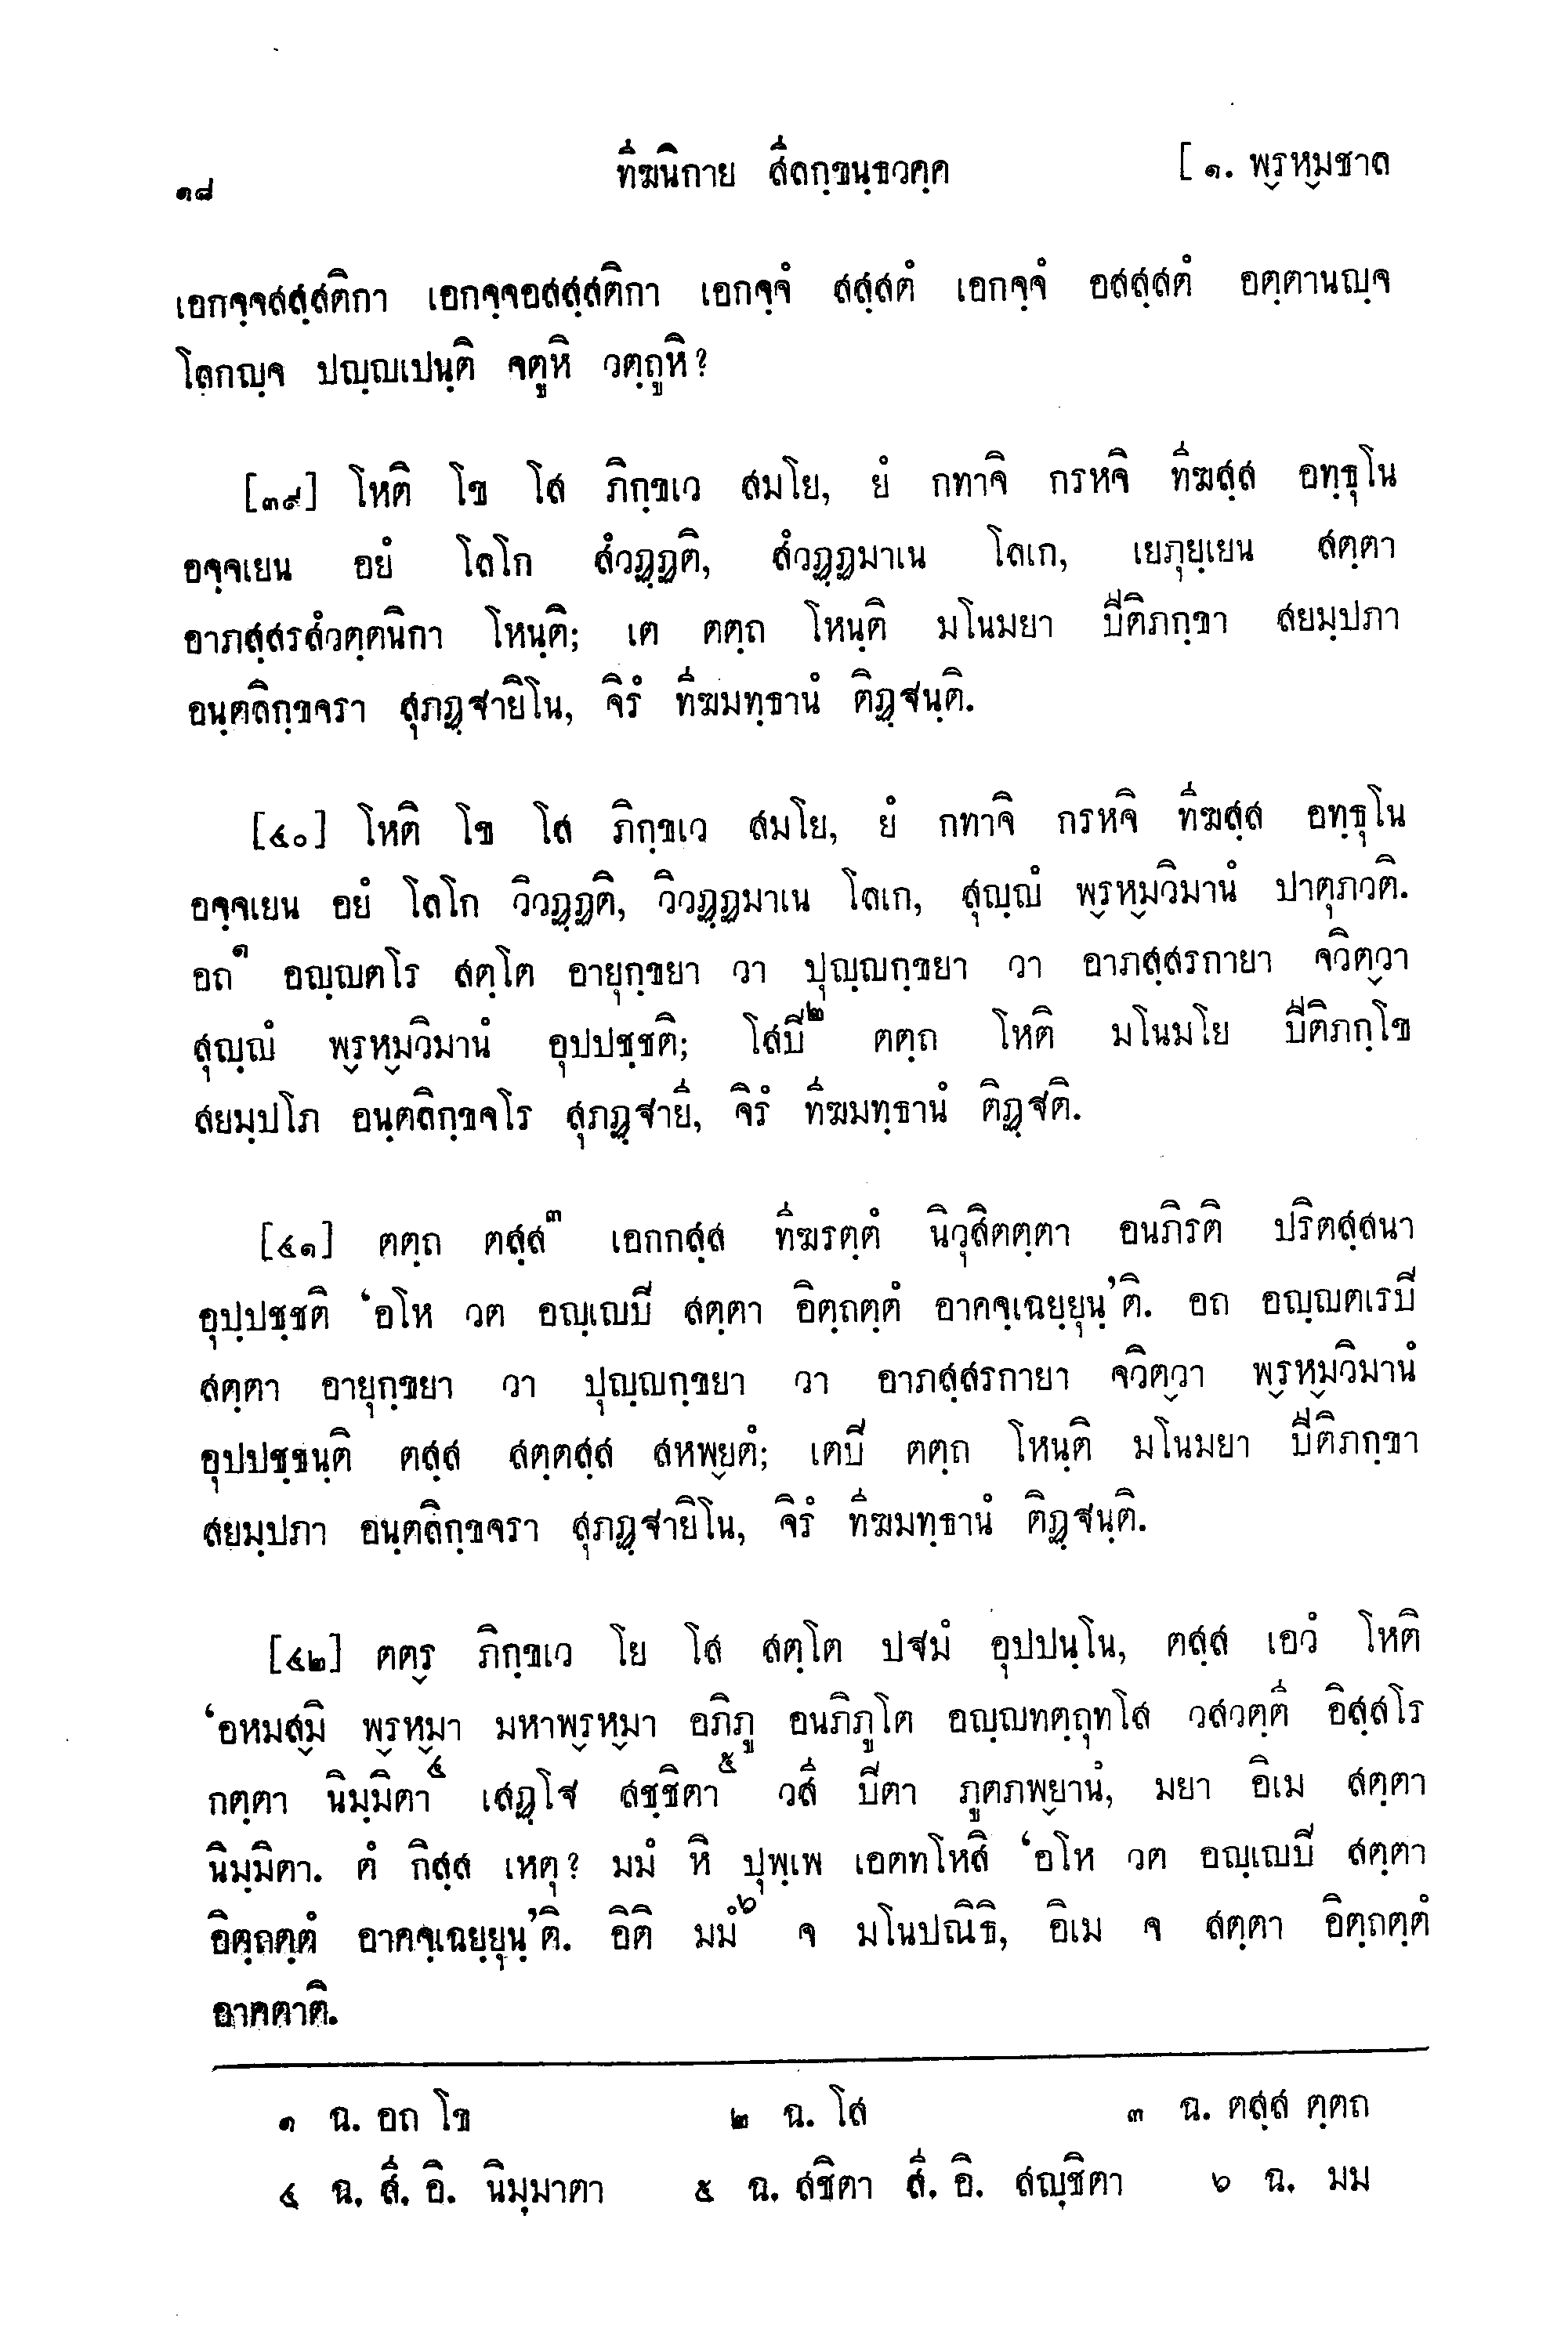 ๑๘ ทีฆนิกาย สีลกฺขนฺธวคฺค [ ๑. พฺรหฺมชาล
เอกจฺจสสฺสติกา เอกจฺจอสสฺสติกา เอกจฺจํ สสฺสตํ เอกจฺจํ อสสฺสตํ อตฺตานญฺจ
โลกญฺจ ปญฺญเปนฺติ จตูหิ วตฺถูหิ?
[๓๙] โหติ โข โส ภิกฺขเว สมโย, ยํ กทาจิ กรหจิ ทีฆสฺส อทฺธุโน
อจฺจเยน อยํ โลโก สํวฏฺฏติ, สํวฏฺฏมาเน โลเก, เยภุยฺเยน สตฺตา
อาภสฺสรสํวตฺตนิกา โหนฺติ; เต ตตฺถ โหนฺติ มโนมยา ปีติภกฺขา สยมฺปภา
อนฺตลิกฺขจรา สุภฏฺฐายิโน, จิรํ ทีฆมทฺธานํ ติฏฺฐนฺติ.
[๔๐] โหติ โข โส ภิกฺขเว สมโย, ยํ กทาจิ กรหจิ ทีฆสฺส อทฺธุโน
อจฺจเยน อยํ โลโก วิวฏฺฏติ, วิวฏฺฏมาเน โลเก, สุญฺญํ พฺรหฺมวิมานํ ปาตุภวติ.
อถ๑ อญฺญตโร สตฺโต อายุกฺขยา วา ปุญฺญกฺขยา วา อาภสฺสรกายา จวิตฺวา
สุญฺญํ พฺรหฺมวิมานํ อุปปชฺชติ; โสปี๒ ตตฺถ โหติ มโนมโย ปีติภกฺโข
สยมฺปโภ อนฺตลิกฺขจโร สุภฏฺฐายี, จิรํ ทีฆมทฺธานํ ติฏฺฐติ.
[๔๑] ตตฺถ ตสฺส๓ เอกกสฺส ทีฆรตฺตํ นิวุสิตตฺตา อนภิรติ ปริตสฺสนา
อุปฺปชฺชติ ‘อโห วต อญฺเญปี สตฺตา อิตฺถตฺตํ อาคจฺเฉยฺยุนฺ’ติ. อถ อญฺญตเรปี
สตฺตา อายุกฺขยา วา ปุญฺญกฺขยา วา อาภสฺสรกายา จวิตฺวา พฺรหฺมวิมานํ
อุปปชฺชนฺติ ตสฺส สตฺตสฺส สหพฺยตํ; เตปี ตตฺถ โหนฺติ มโนมยา ปีติภกฺขา
สยมฺปภา อนฺตลิกฺขจรา สุภฏฺฐายิโน, จิรํ ทีฆมทฺธานํ ติฏฺฐนฺติ.
[๔๒] ตตฺร ภิกฺขเว โย โส สตฺโต ปฐมํ อุปปนฺโน, ตสฺส เอวํ โหติ
‘อหมสฺมิ พฺรหฺมา มหาพฺรหฺมา อภิภู อนภิภูโต อญฺญทตฺถุทโส วสวตฺตี อิสฺสโร
กตฺตา นิมฺมิตา๔ เสฏฺโฐ สชฺชิตา๕ วสี ปีตา ภูตภพฺยานํ, มยา อิเม สตฺตา
นิมฺมิตา. ตํ กิสฺส เหตุ? มมํ หิ ปุพฺเพ เอตทโหสิ ‘อโห วต อญฺเญปี สตฺตา
อิตฺถตฺตํ อาคจฺเฉยฺยุนฺ’ติ. อิติ มมํ๖ จ มโนปณิธิ, อิเม จ สตฺตา อิตฺถตฺตํ
อาคตาติ.
๑ ฉ. อถ โข ๒ ฉ. โส ๓ ฉ. ตสฺส ตฺตถ
๔ ฉ. สี. อิ. นิมฺมาตา ๕ ฉ. สชิตา สี. อิ. สญฺชิตา ๖ ฉ. มม